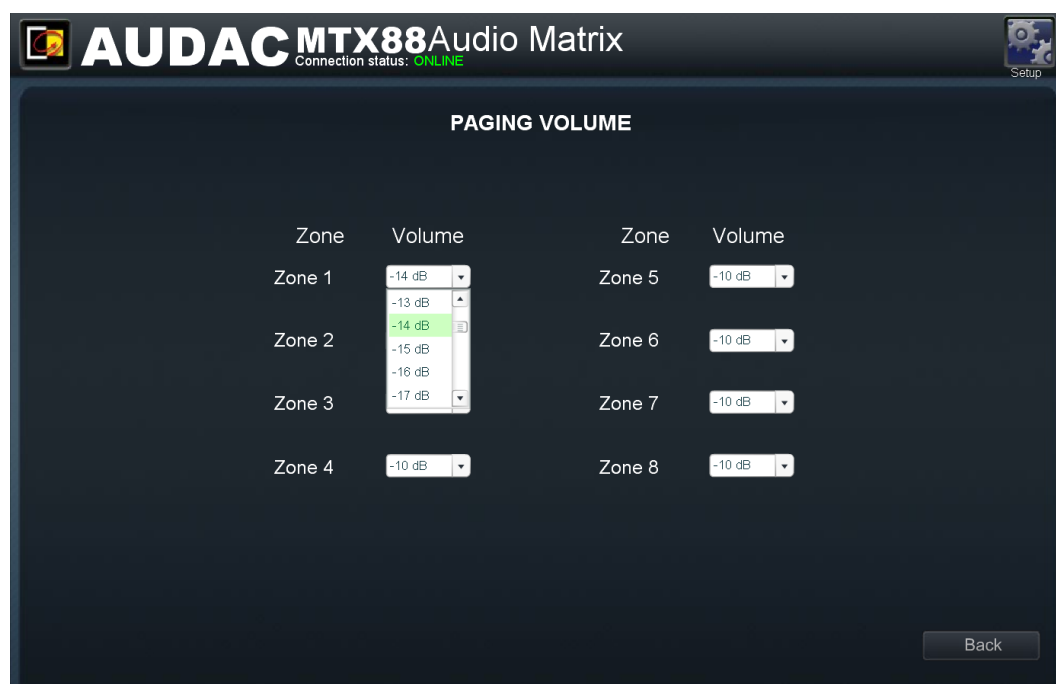 AUDAC MTX88 Audio Matrix
Connection status: ONLINE
Setup
PAGING VOLUME
Zone Volume Zone Volume
Zone 1 -14 dB Zone 5 -10 dB
-13 dB
-14 dB
Zone 2 -15 dB Zone 6 -10 dB
-16 dB
Zone 3 -17 dB Zone 7 -10 dB
Zone 4 -10 dB Zone 8 -10 dB
Back